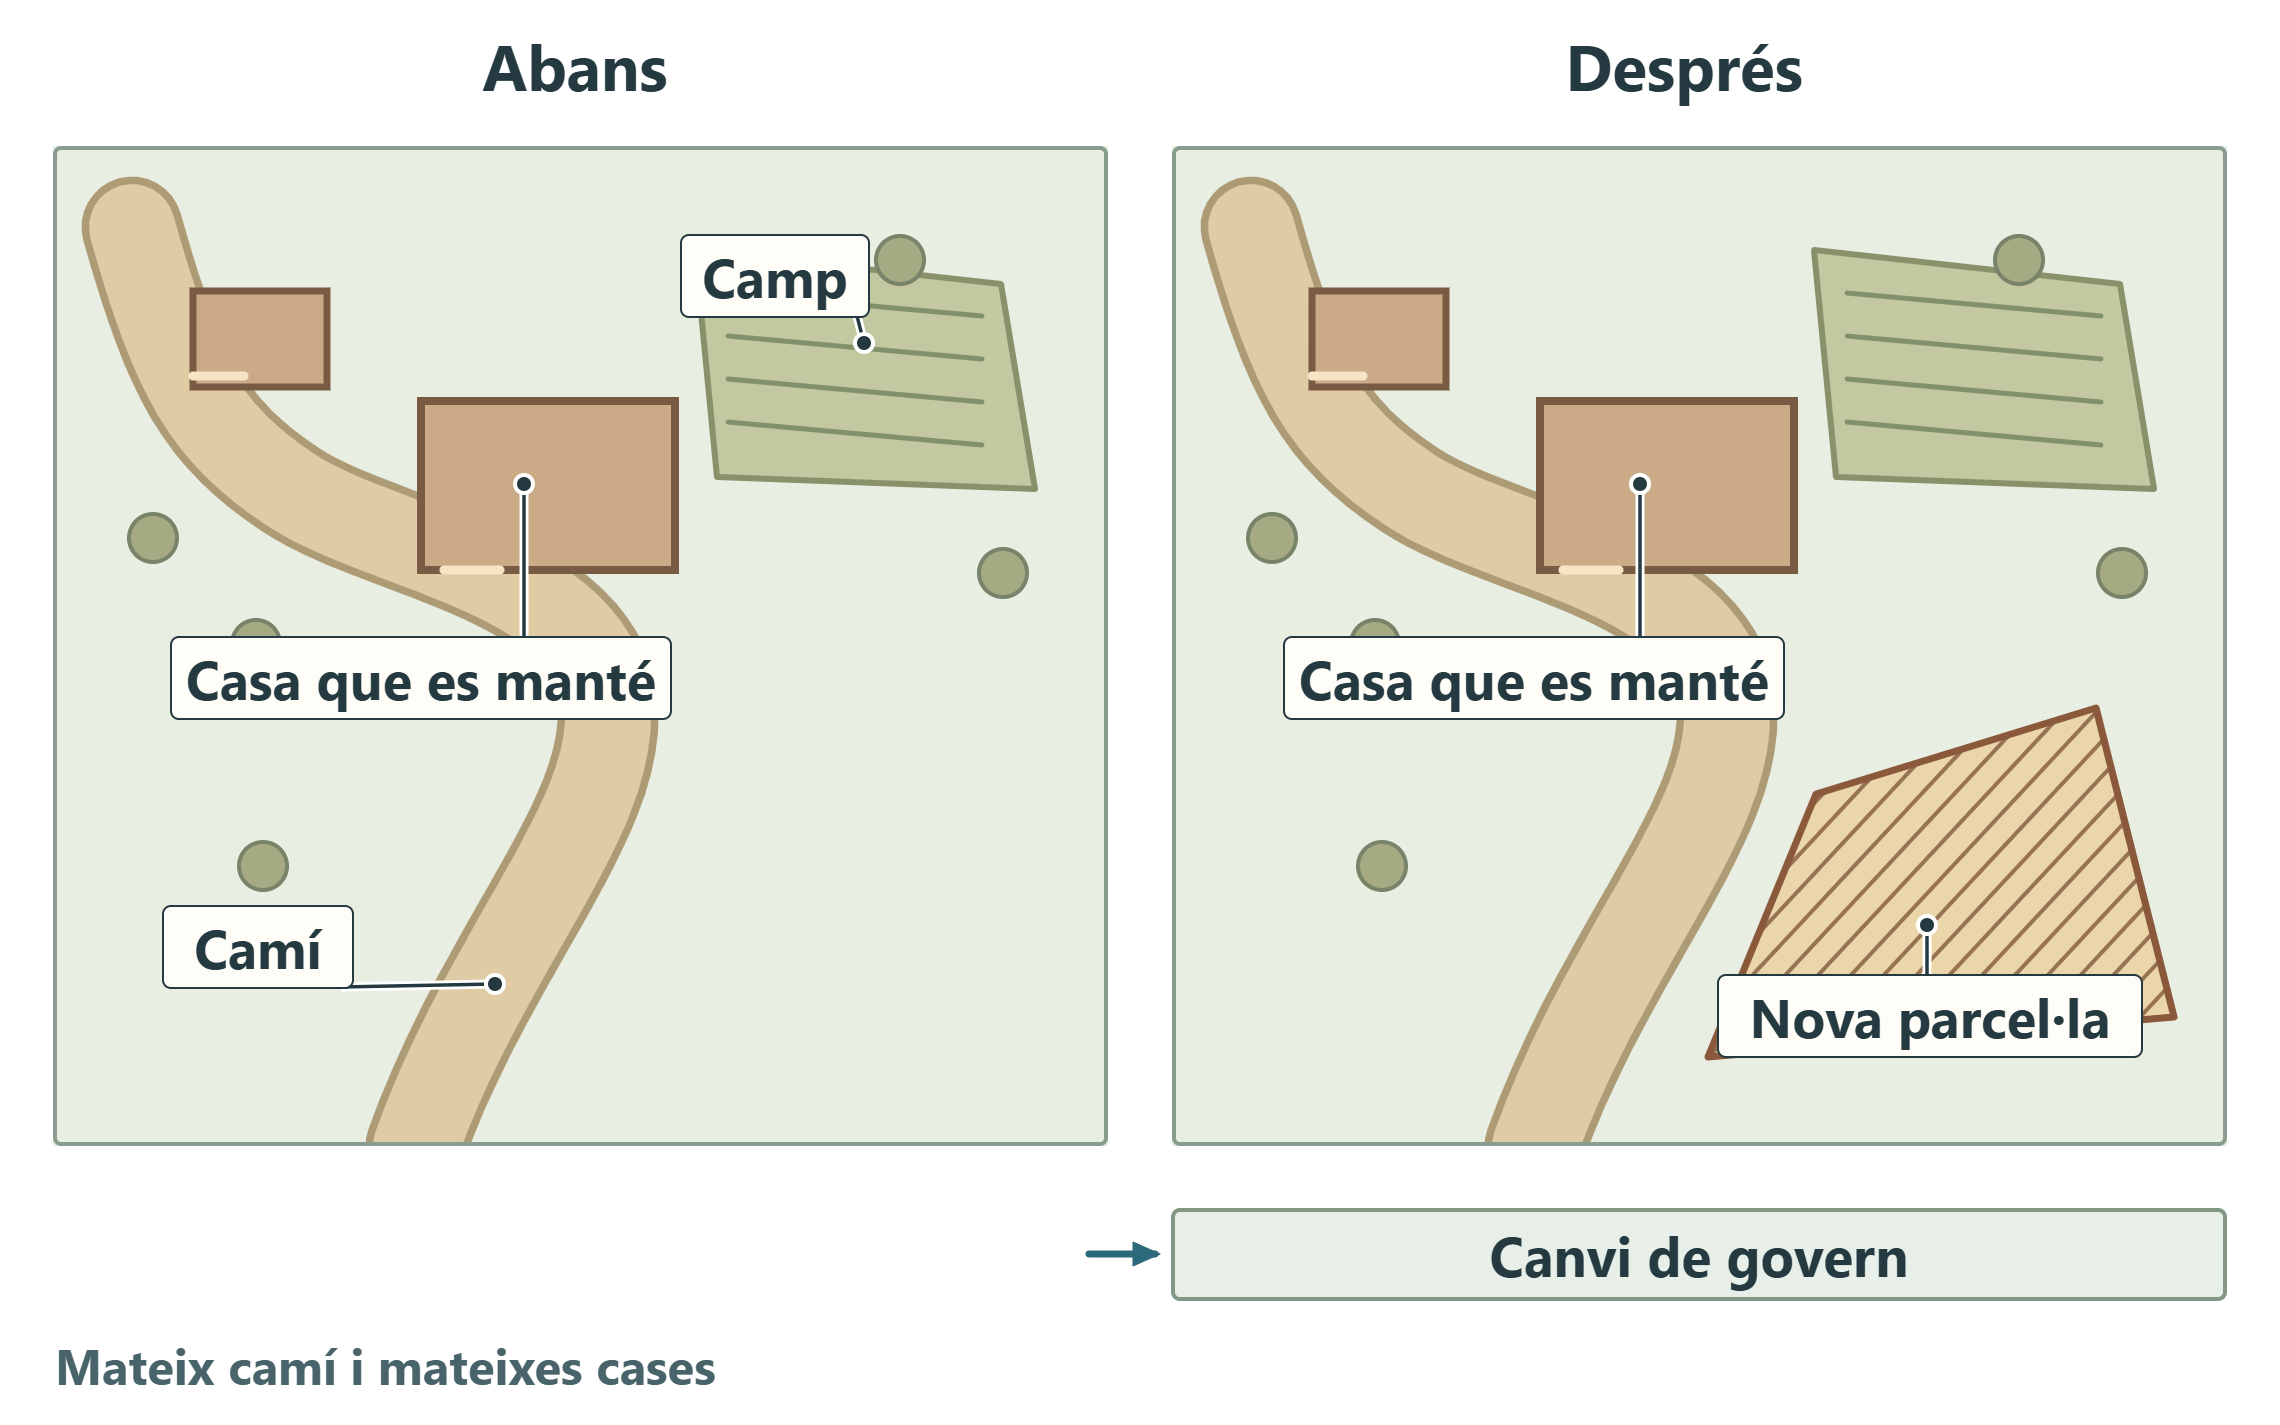 Abans
Després
Camp
Casa que es manté
Camí
Casa que es manté
Nova parcel·la
Canvi de govern
Mateix camí i mateixes cases